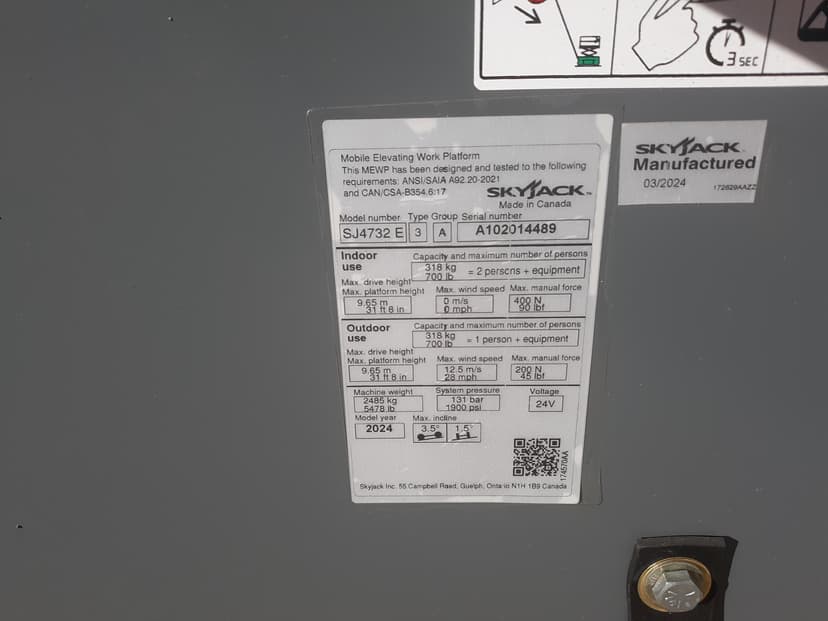 3 SEC
Mobile Elevating Work Platform
This MEWP has been designed and tested to the following
requirements: ANSI/SAIA A92.20-2021
and CAN/CSA-B354.6:17
SKYJACK™
Made in Canada
Model number Type Group Serial number
SJ4732 E 3 A A102014489
Indoor use
Capacity and maximum number of persons
318 kg
700 lb = 2 persons + equipment
Max. drive height
Max. platform height Max. wind speed Max. manual force
9.65 m 0 m/s 400 N
31 ft 8 in 0 mph 90 lbf
Outdoor use
Capacity and maximum number of persons
318 kg
700 lb = 1 person + equipment
Max. drive height
Max. platform height Max. wind speed Max. manual force
9.65 m 12.5 m/s 200 N
31 ft 8 in 28 mph 45 lbf
Machine weight System pressure Voltage
2485 kg 131 bar 24V
5478 lb 1900 psi
Model year Max. incline
2024 3.5° 1.5°
174570AA
Skyjack Inc. 55 Campbell Road, Guelph, Ontario N1H 1B9 Canada
SKYJACK™
Manufactured
03/2024
172829AAZZ